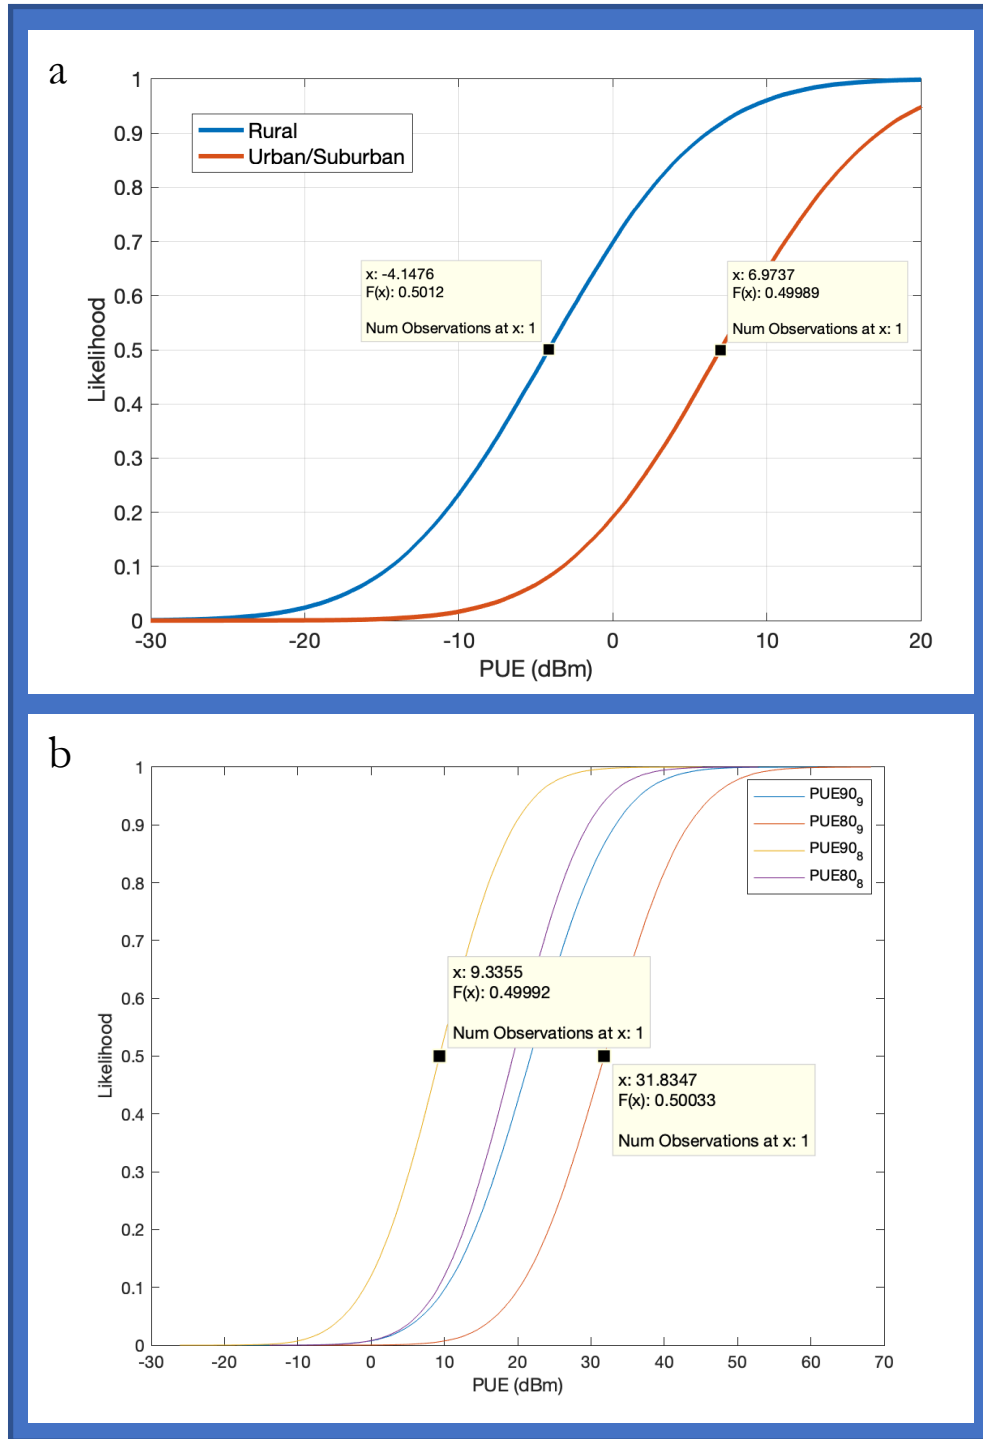 a
1
0.9
0.8
0.7
0.6
0.5
0.4
0.3
0.2
0.1
0
Likelihood
Rural
Urban/Suburban
x: -4.1476
F(x): 0.5012
Num Observations at x: 1
x: 6.9737
F(x): 0.49989
Num Observations at x: 1
-30 -20 -10 0 10 20
PUE (dBm)
b
1
0.9
0.8
0.7
0.6
0.5
0.4
0.3
0.2
0.1
0
Likelihood
PUE90₉
PUE80₉
PUE90₈
PUE80₈
x: 9.3355
F(x): 0.49992
Num Observations at x: 1
x: 31.8347
F(x): 0.50033
Num Observations at x: 1
-30 -20 -10 0 10 20 30 40 50 60 70
PUE (dBm)